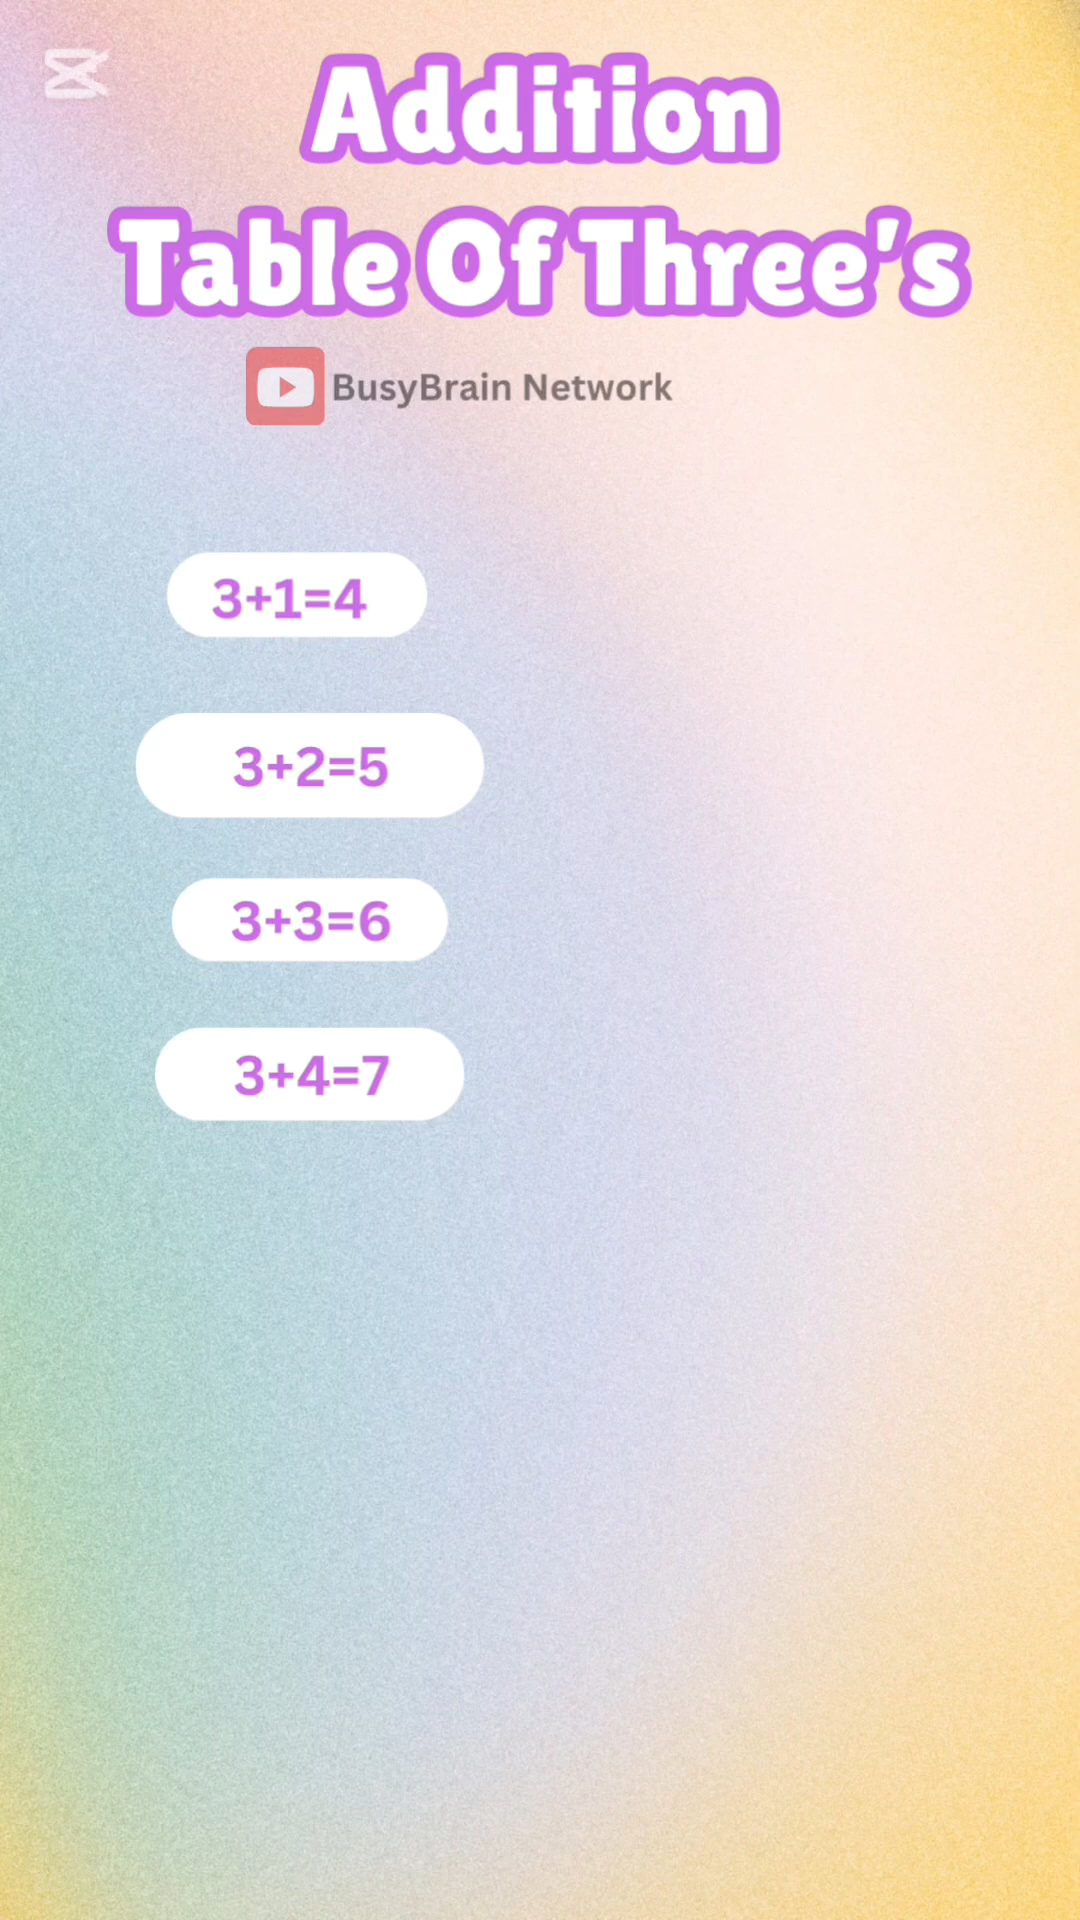 Addition
Table Of Three's
BusyBrain Network
3+1=4
3+2=5
3+3=6
3+4=7